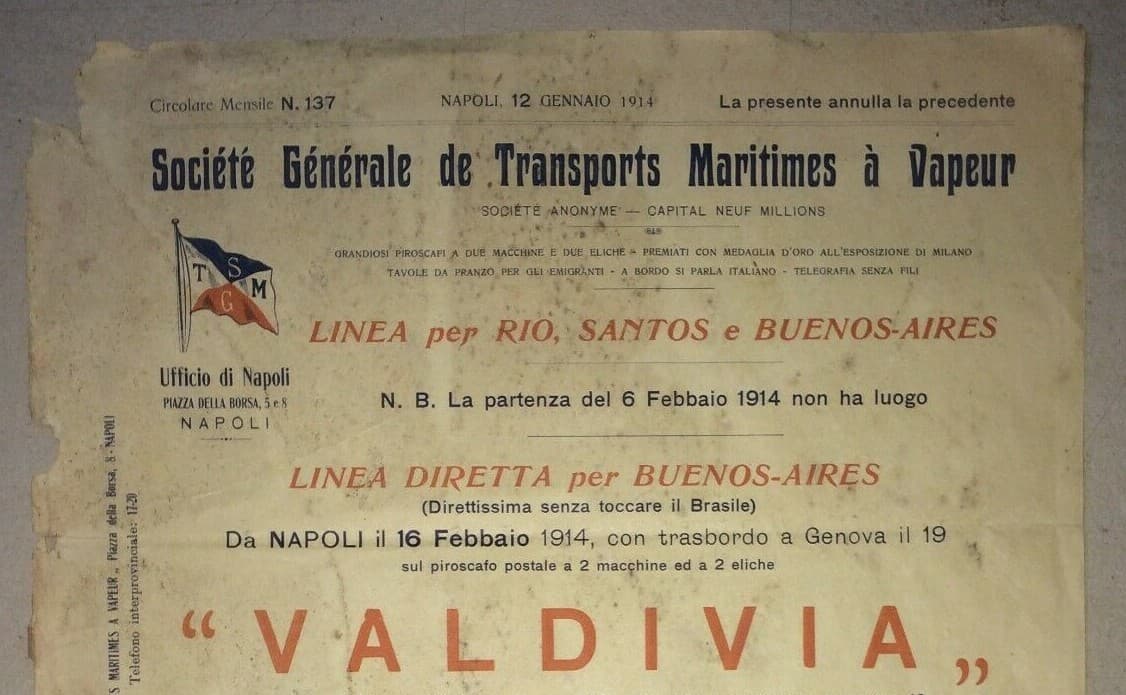 Circolare Mensile N. 137
NAPOLI, 12 GENNAIO 1914
La presente annulla la precedente
Société Générale de Transports Maritimes à Vapeur
SOCIÉTÉ ANONYME — CAPITAL NEUF MILLIONS
GRANDIOSI PIROSCAFI A DUE MACCHINE E DUE ELICHE - PREMIATI CON MEDAGLIA D'ORO ALL'ESPOSIZIONE DI MILANO
TAVOLE DA PRANZO PER GLI EMIGRANTI - A BORDO SI PARLA ITALIANO - TELEGRAFIA SENZA FILI
S
T M
G
LINEA per RIO, SANTOS e BUENOS-AIRES
Ufficio di Napoli
PIAZZA DELLA BORSA, 5 e 8
NAPOLI
N. B. La partenza del 6 Febbaio 1914 non ha luogo
LINEA DIRETTA per BUENOS-AIRES
(Direttissima senza toccare il Brasile)
Da NAPOLI il 16 Febbaio 1914, con trasbordo a Genova il 19
sul piroscafo postale a 2 macchine ed a 2 eliche
“VALDIVIA„
S MARITIMES A VAPEUR „ Piazza della Borsa, 8 - NAPOLI
Telefono interprovinciale: 17-20